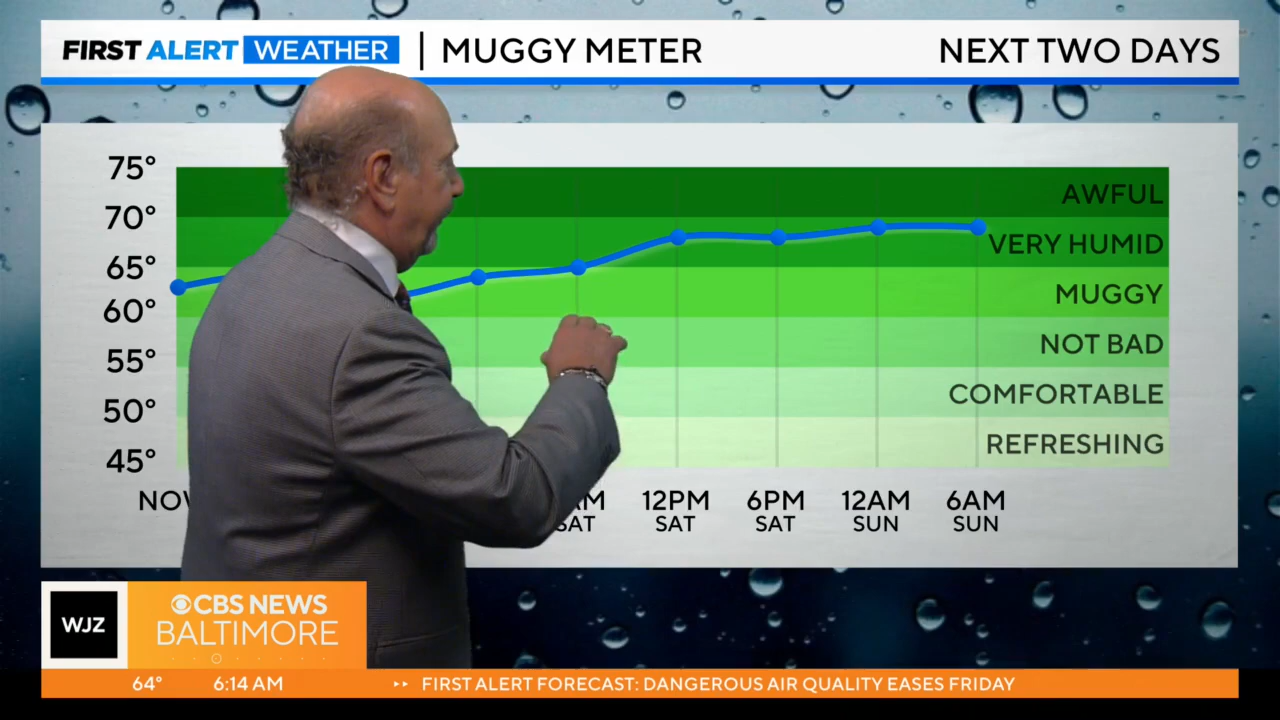 FIRST ALERT WEATHER | MUGGY METER NEXT TWO DAYS
75°
AWFUL
70°
VERY HUMID
65°
MUGGY
60°
NOT BAD
55°
COMFORTABLE
50°
REFRESHING
45°
12PM 6PM 12AM 6AM
SAT SAT SAT SUN SUN
WJZ
CBS NEWS
BALTIMORE
64° 6:14 AM FIRST ALERT FORECAST: DANGEROUS AIR QUALITY EASES FRIDAY